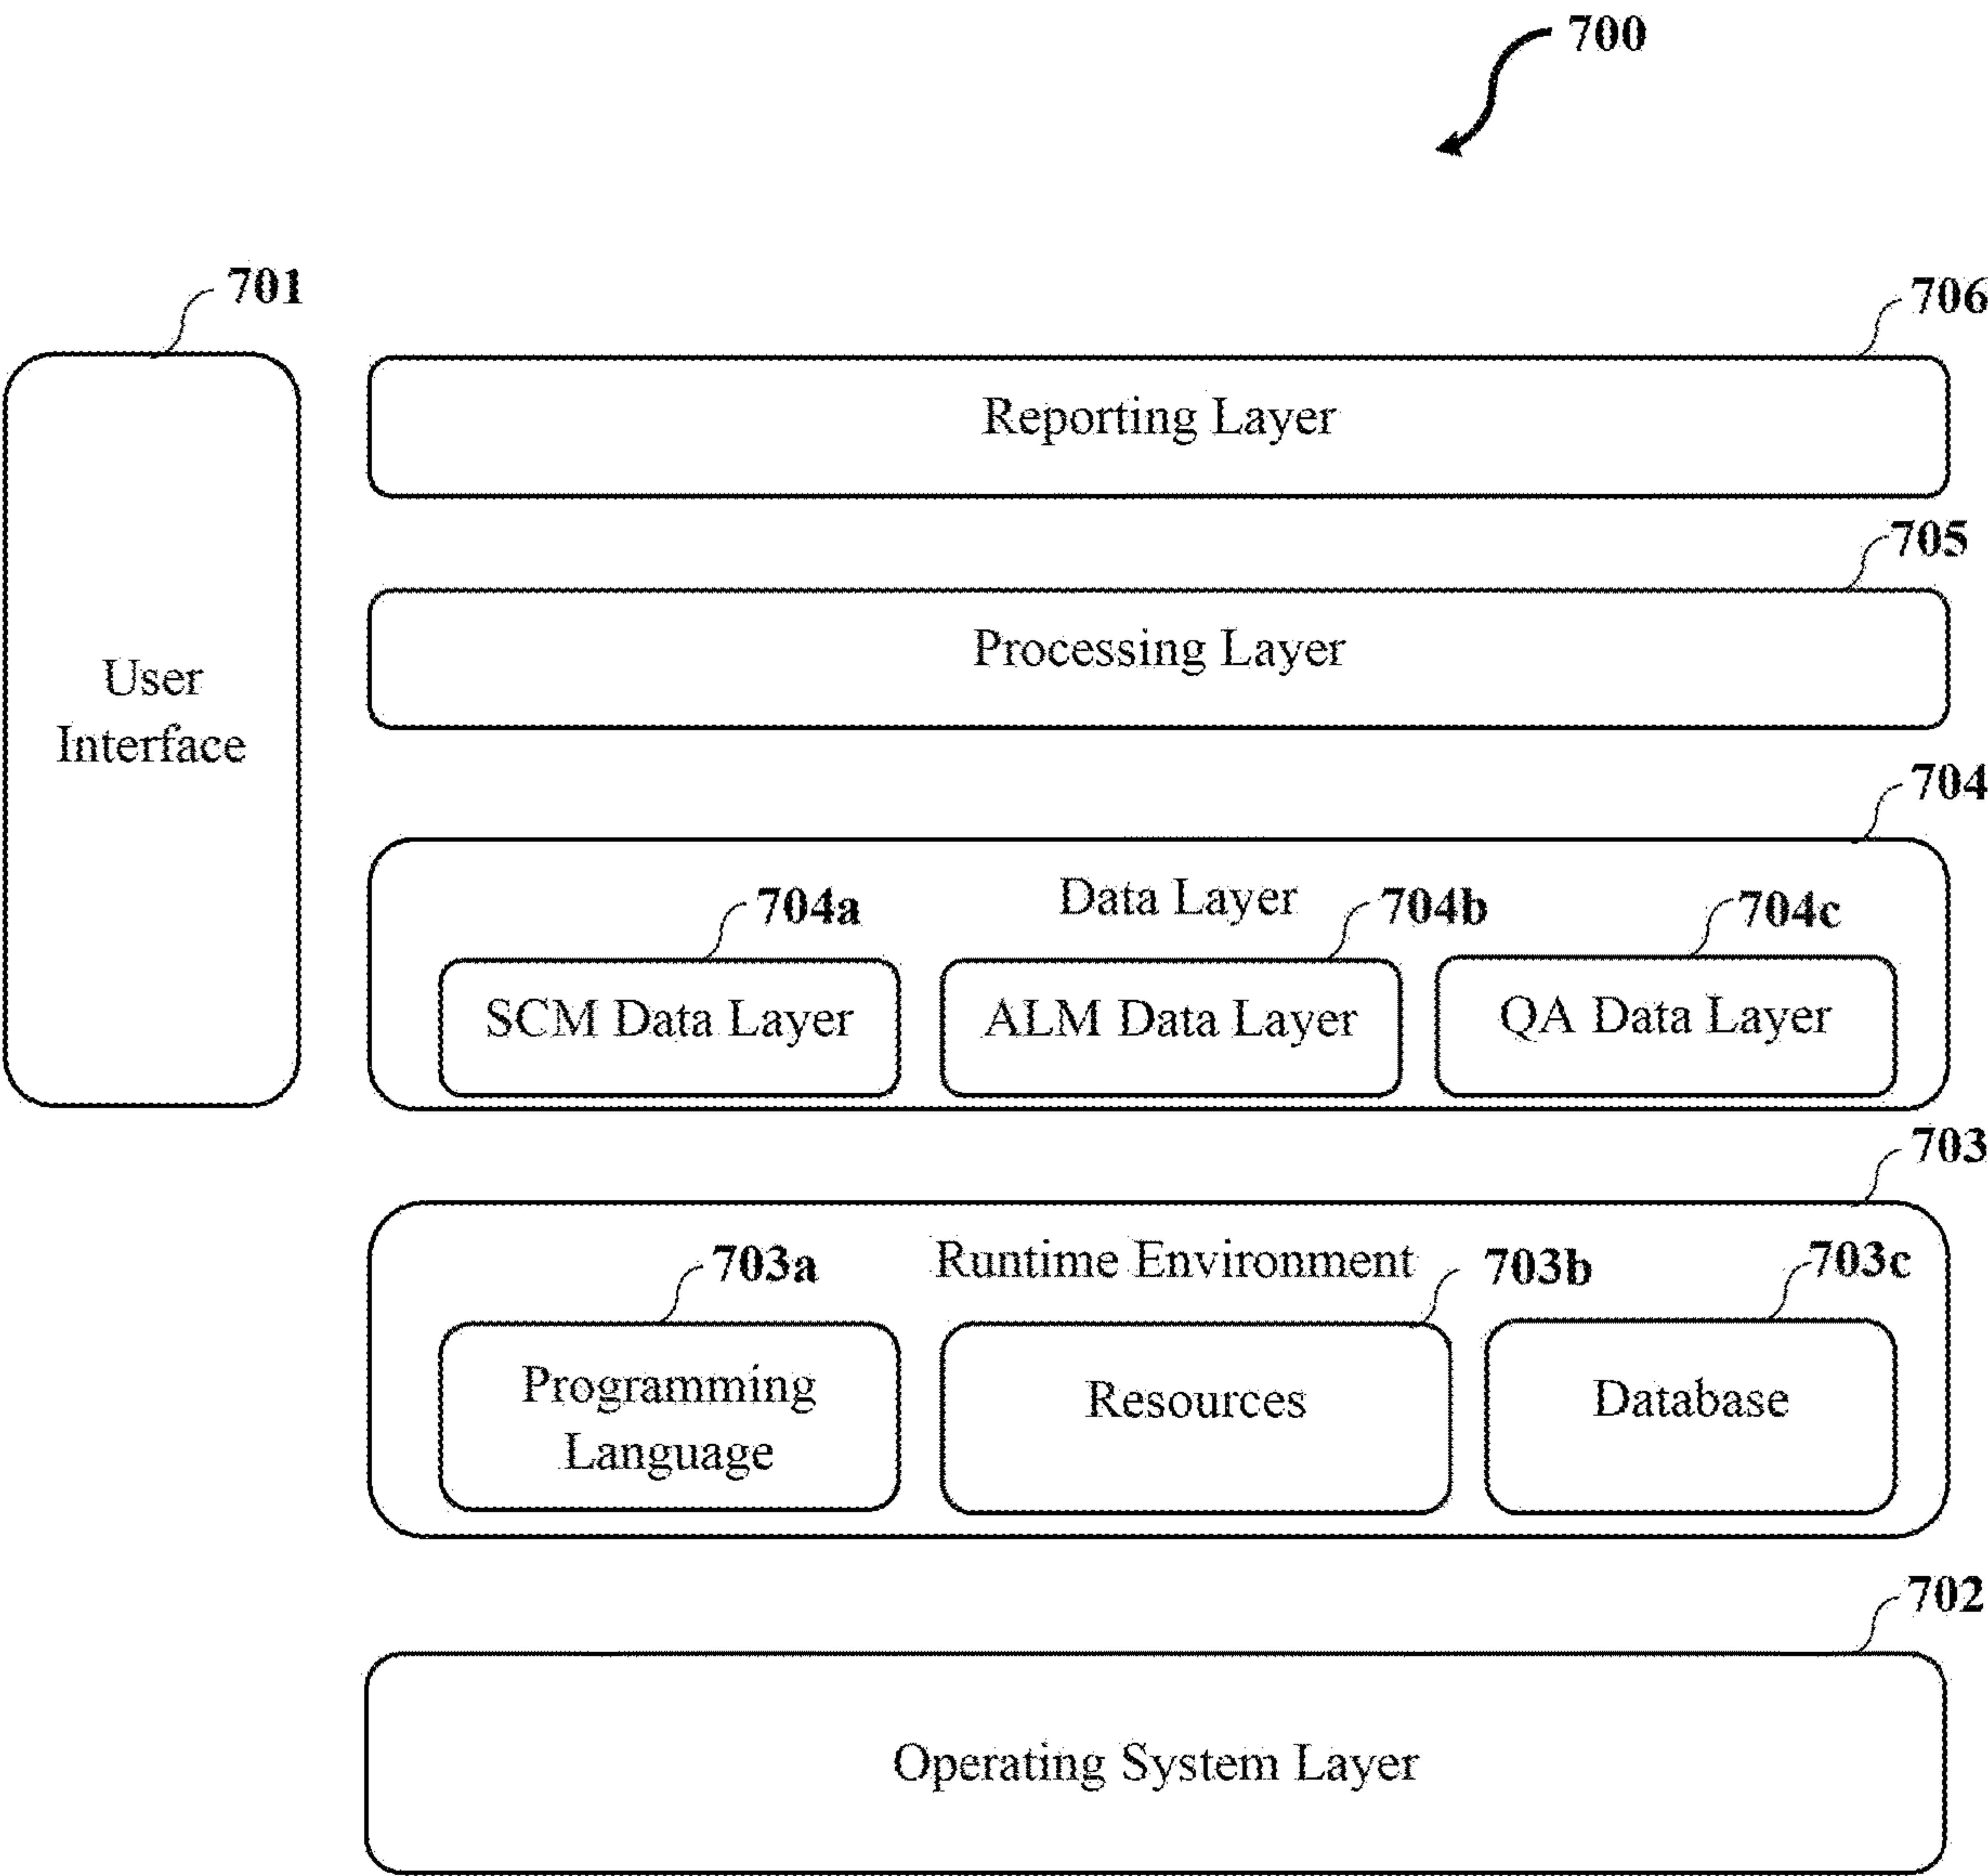 700
701
706
Reporting Layer
705
Processing Layer
User
Interface
704
Data Layer
704a
704b
704c
SCM Data Layer
ALM Data Layer
QA Data Layer
703
Runtime Environment
703a
703b
703c
Programming
Language
Resources
Database
702
Operating System Layer